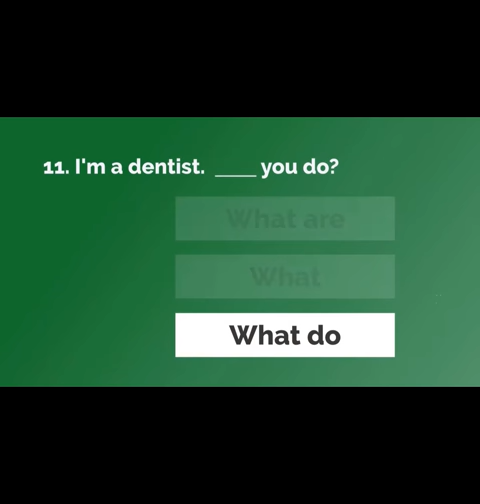 11. I'm a dentist. ____ you do?
What are
What
What do